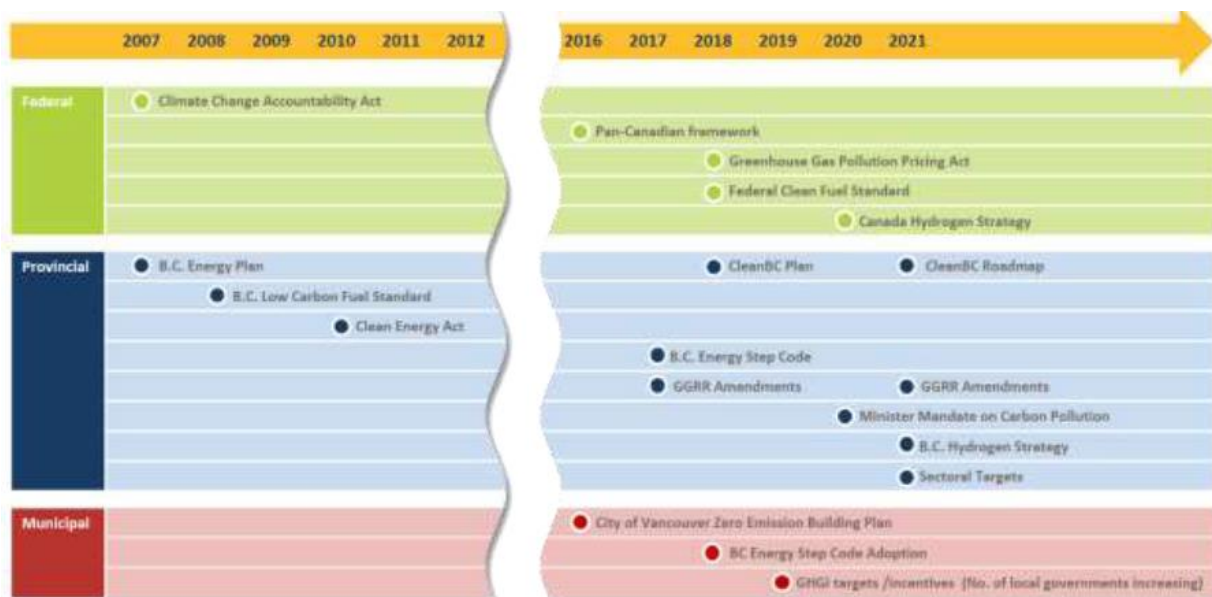 2007 2008 2009 2010 2011 2012 2016 2017 2018 2019 2020 2021
Federal
Climate Change Accountability Act
Pan-Canadian framework
Greenhouse Gas Pollution Pricing Act
Federal Clean Fuel Standard
Canada Hydrogen Strategy
Provincial
B.C. Energy Plan
CleanBC Plan
CleanBC Roadmap
B.C. Low Carbon Fuel Standard
Clean Energy Act
B.C. Energy Step Code
GGRR Amendments
GGRR Amendments
Minister Mandate on Carbon Pollution
B.C. Hydrogen Strategy
Sectoral Targets
Municipal
City of Vancouver Zero Emission Building Plan
BC Energy Step Code Adoption
GHGI targets /incentives (No. of local governments increasing)